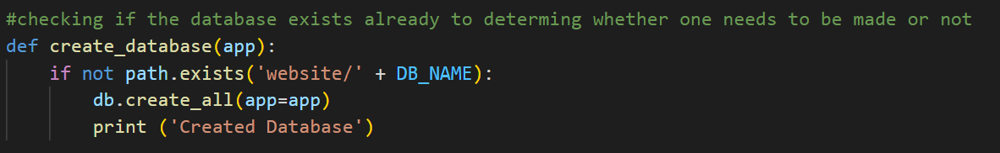 #checking if the database exists already to determing whether one needs to be made or not
def create_database(app):
    if not path.exists('website/' + DB_NAME):
        db.create_all(app=app)
        print ('Created Database')